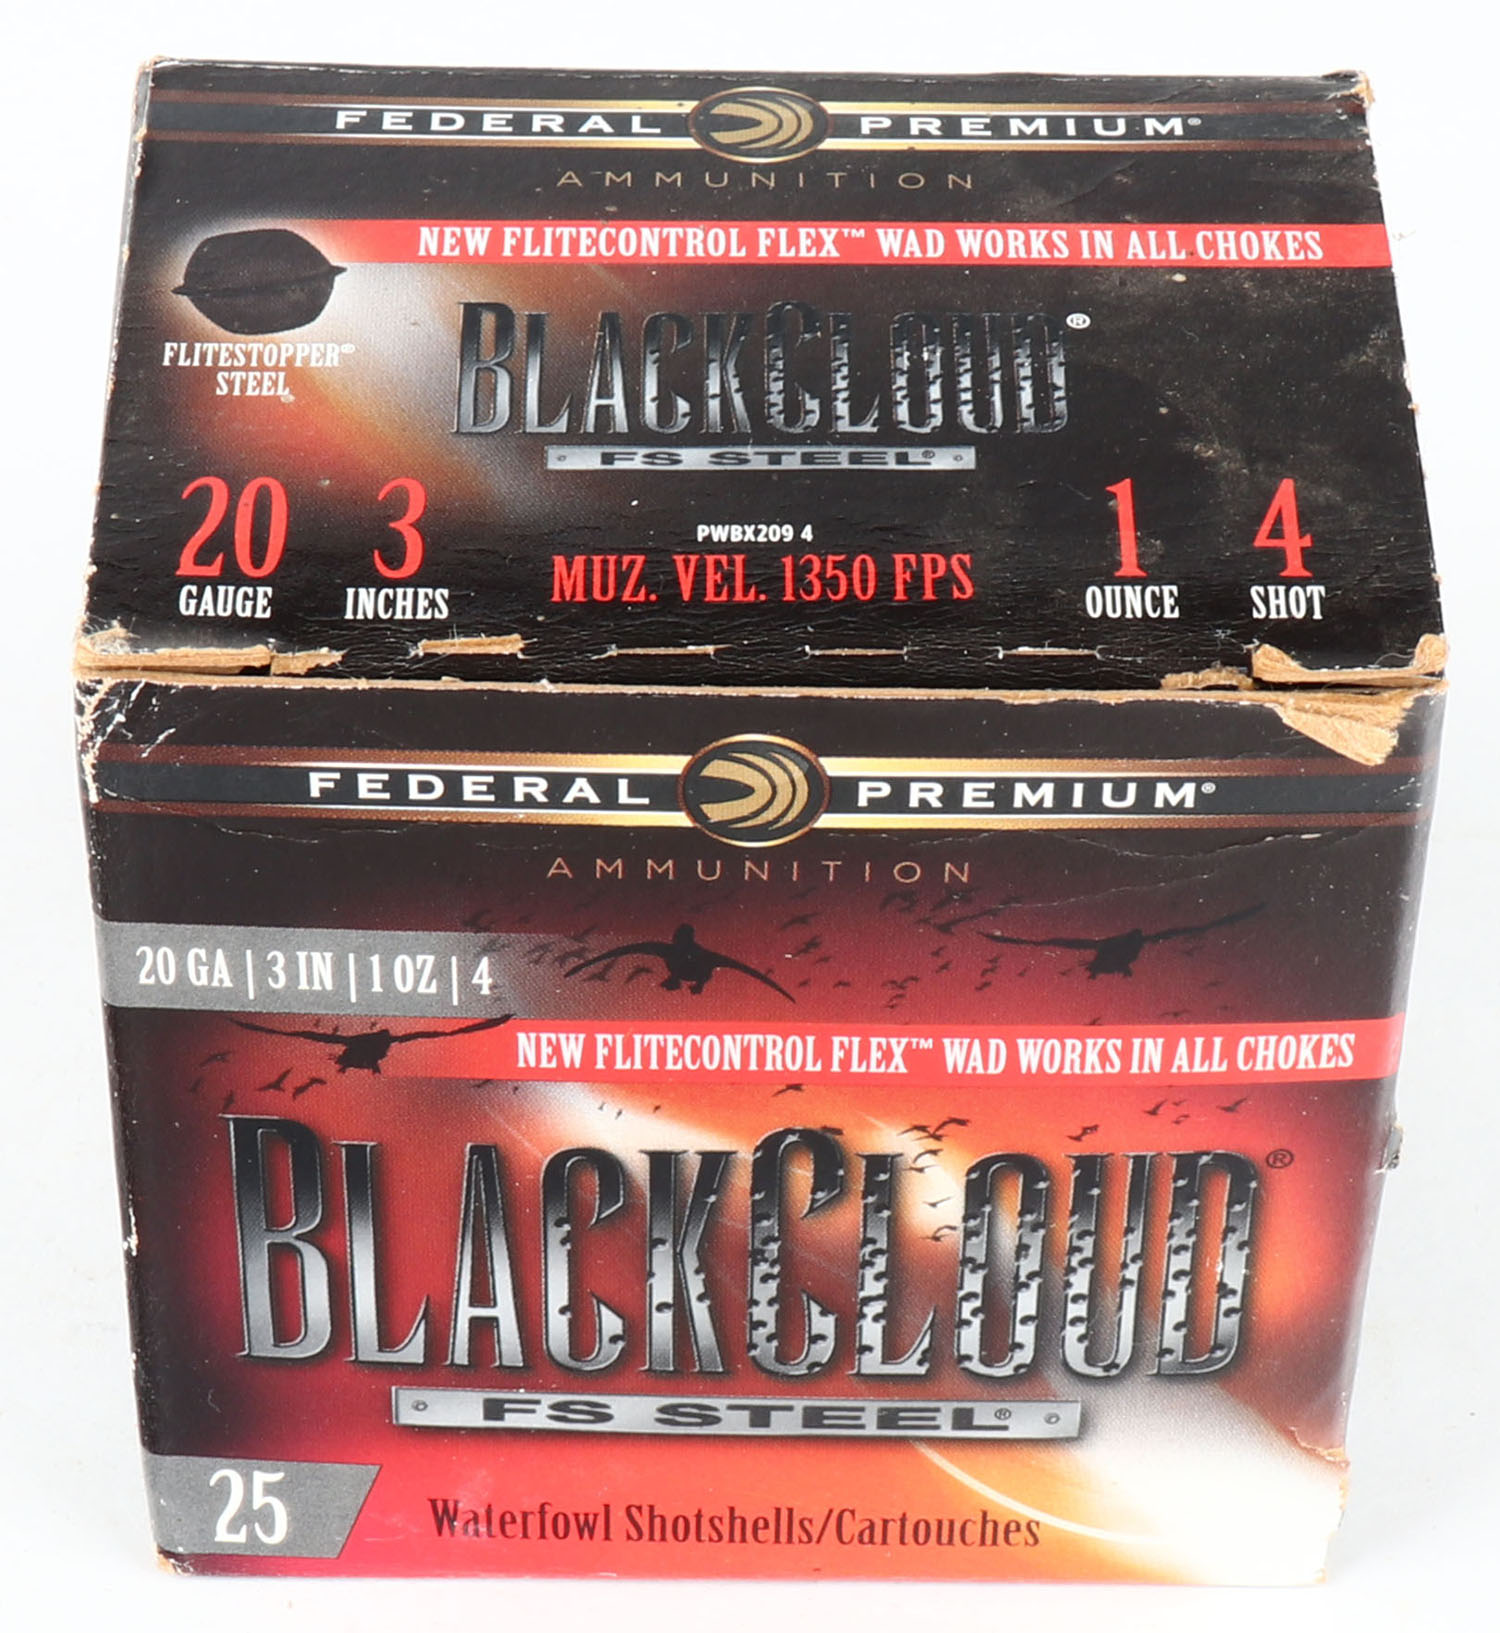 FEDERAL PREMIUM®
AMMUNITION
NEW FLITECONTROL FLEX™ WAD WORKS IN ALL CHOKES
FLITESTOPPER®
STEEL
BLACKCLOUD®
FS STEEL®
20 3 1 4
GAUGE INCHES OUNCE SHOT
PWBX209 4
MUZ. VEL. 1350 FPS
FEDERAL PREMIUM®
AMMUNITION
20 GA | 3 IN | 1 OZ | 4
NEW FLITECONTROL FLEX™ WAD WORKS IN ALL CHOKES
BLACKCLOUD®
FS STEEL®
25
Waterfowl Shotshells/Cartouches